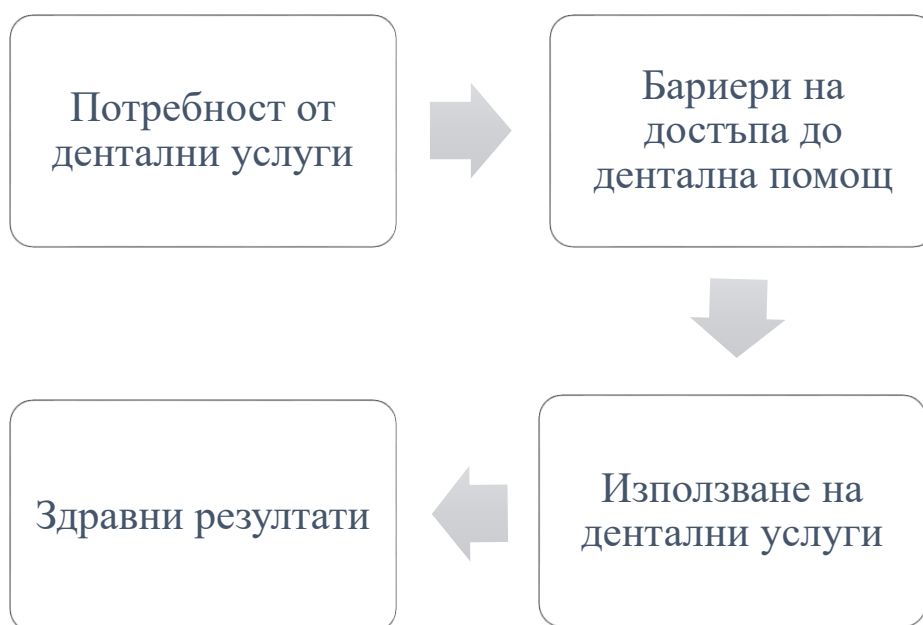 Потребност от
дентални услуги
Бариери на
достъпа до
дентална помощ
Използване на
дентални услуги
Здравни резултати